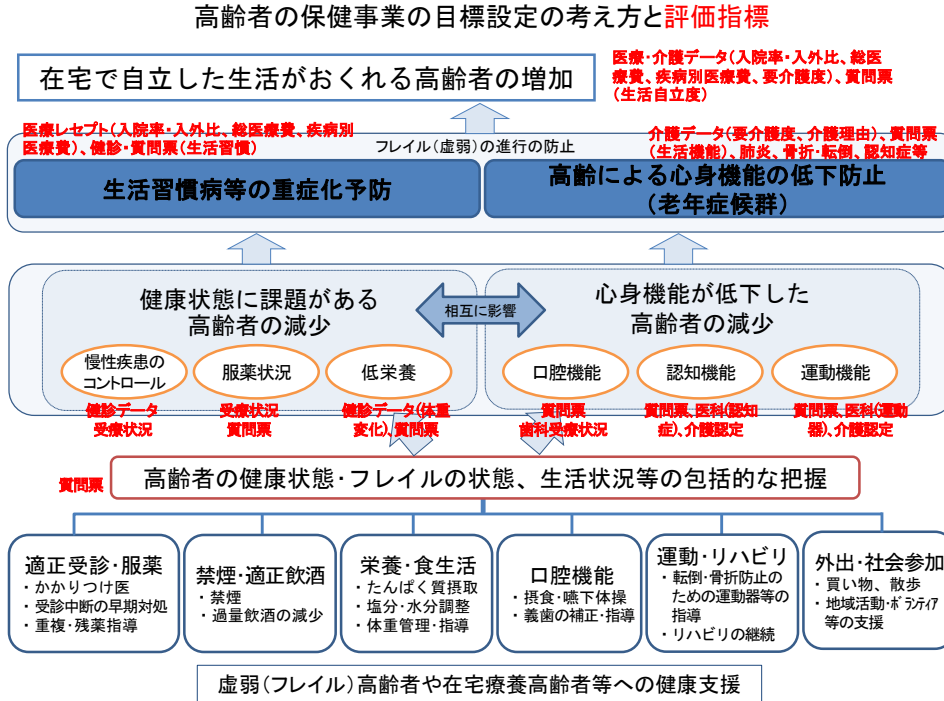 高齢者の保健事業の目標設定の考え方と評価指標
在宅で自立した生活がおくれる高齢者の増加
医療・介護データ(入院率・入外比、総医
療費、疾病別医療費、要介護度)、質問票
(生活自立度)
医療レセプト(入院率・入外比、総医療費、疾病別
医療費)、健診・質問票(生活習慣)
フレイル(虚弱)の進行の防止
介護データ(要介護度、介護理由)、質問票
(生活機能)、肺炎、骨折・転倒、認知症等
生活習慣病等の重症化予防
高齢による心身機能の低下防止
(老年症候群)
健康状態に課題がある
高齢者の減少
相互に影響
心身機能が低下した
高齢者の減少
慢性疾患の
コントロール
服薬状況
低栄養
口腔機能
認知機能
運動機能
健診データ
受療状況
受療状況
質問票
健診データ(体重
変化)、質問票
質問票
歯科受療状況
質問票、医科(認知
症)、介護認定
質問票、医科(運動
器)、介護認定
質問票
高齢者の健康状態・フレイルの状態、生活状況等の包括的な把握
適正受診・服薬
・かかりつけ医
・受診中断の早期対処
・重複・残薬指導
禁煙・適正飲酒
・禁煙
・過量飲酒の減少
栄養・食生活
・たんぱく質摂取
・塩分・水分調整
・体重管理・指導
口腔機能
・摂食・嚥下体操
・義歯の補正・指導
運動・リハビリ
・転倒・骨折防止の
ための運動器等の
指導
・リハビリの継続
外出・社会参加
・買い物、散歩
・地域活動・ボランティア
等の支援
虚弱(フレイル)高齢者や在宅療養高齢者等への健康支援